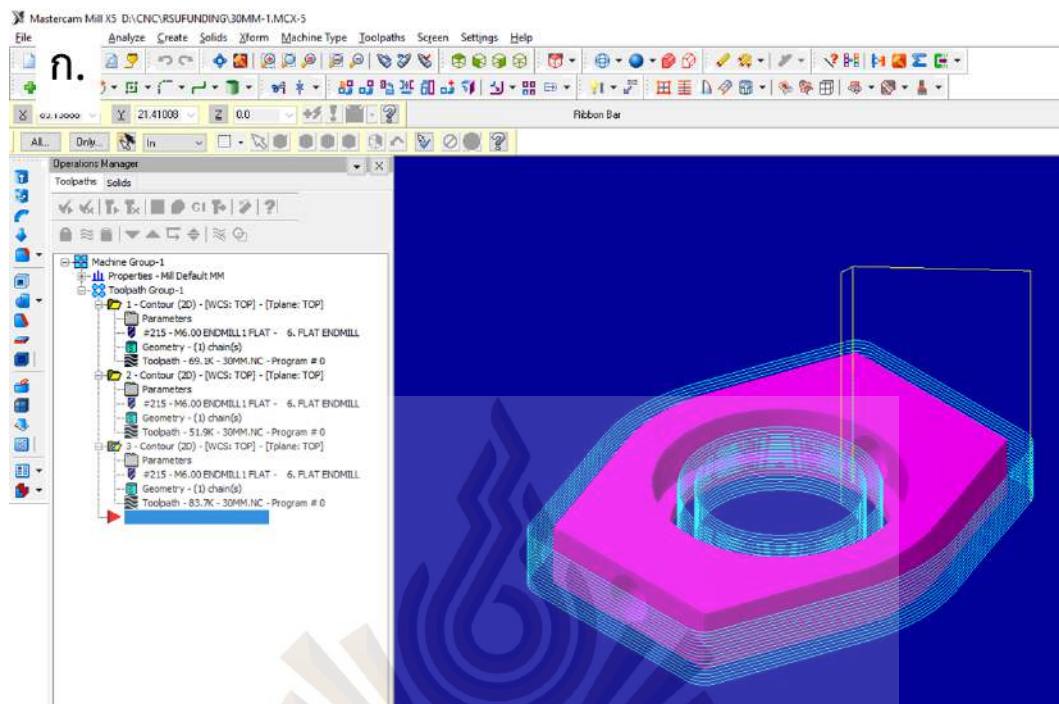 Mastercam Mill X5 D:\CNC\RSUFUNDING\30MM-1.MCX-5
File Analyze Create Solids Xform Machine Type Toolpaths Screen Settings Help
ก.
X Y 21.41008 Z 0.0 Ribbon Bar
All... Only... In
Operations Manager
Toolpaths Solids
G1
Machine Group-1
Properties - Mill Default MM
Toolpath Group-1
1 - Contour (2D) - [WCS: TOP] - [Tplane: TOP]
Parameters
#215 - M6.00 ENDMILL1 FLAT - 6. FLAT ENDMILL
Geometry - (1) chain(s)
Toolpath - 69.1K - 30MM.NC - Program # 0
2 - Contour (2D) - [WCS: TOP] - [Tplane: TOP]
Parameters
#215 - M6.00 ENDMILL1 FLAT - 6. FLAT ENDMILL
Geometry - (1) chain(s)
Toolpath - 51.9K - 30MM.NC - Program # 0
3 - Contour (2D) - [WCS: TOP] - [Tplane: TOP]
Parameters
#215 - M6.00 ENDMILL1 FLAT - 6. FLAT ENDMILL
Geometry - (1) chain(s)
Toolpath - 83.7K - 30MM.NC - Program # 0